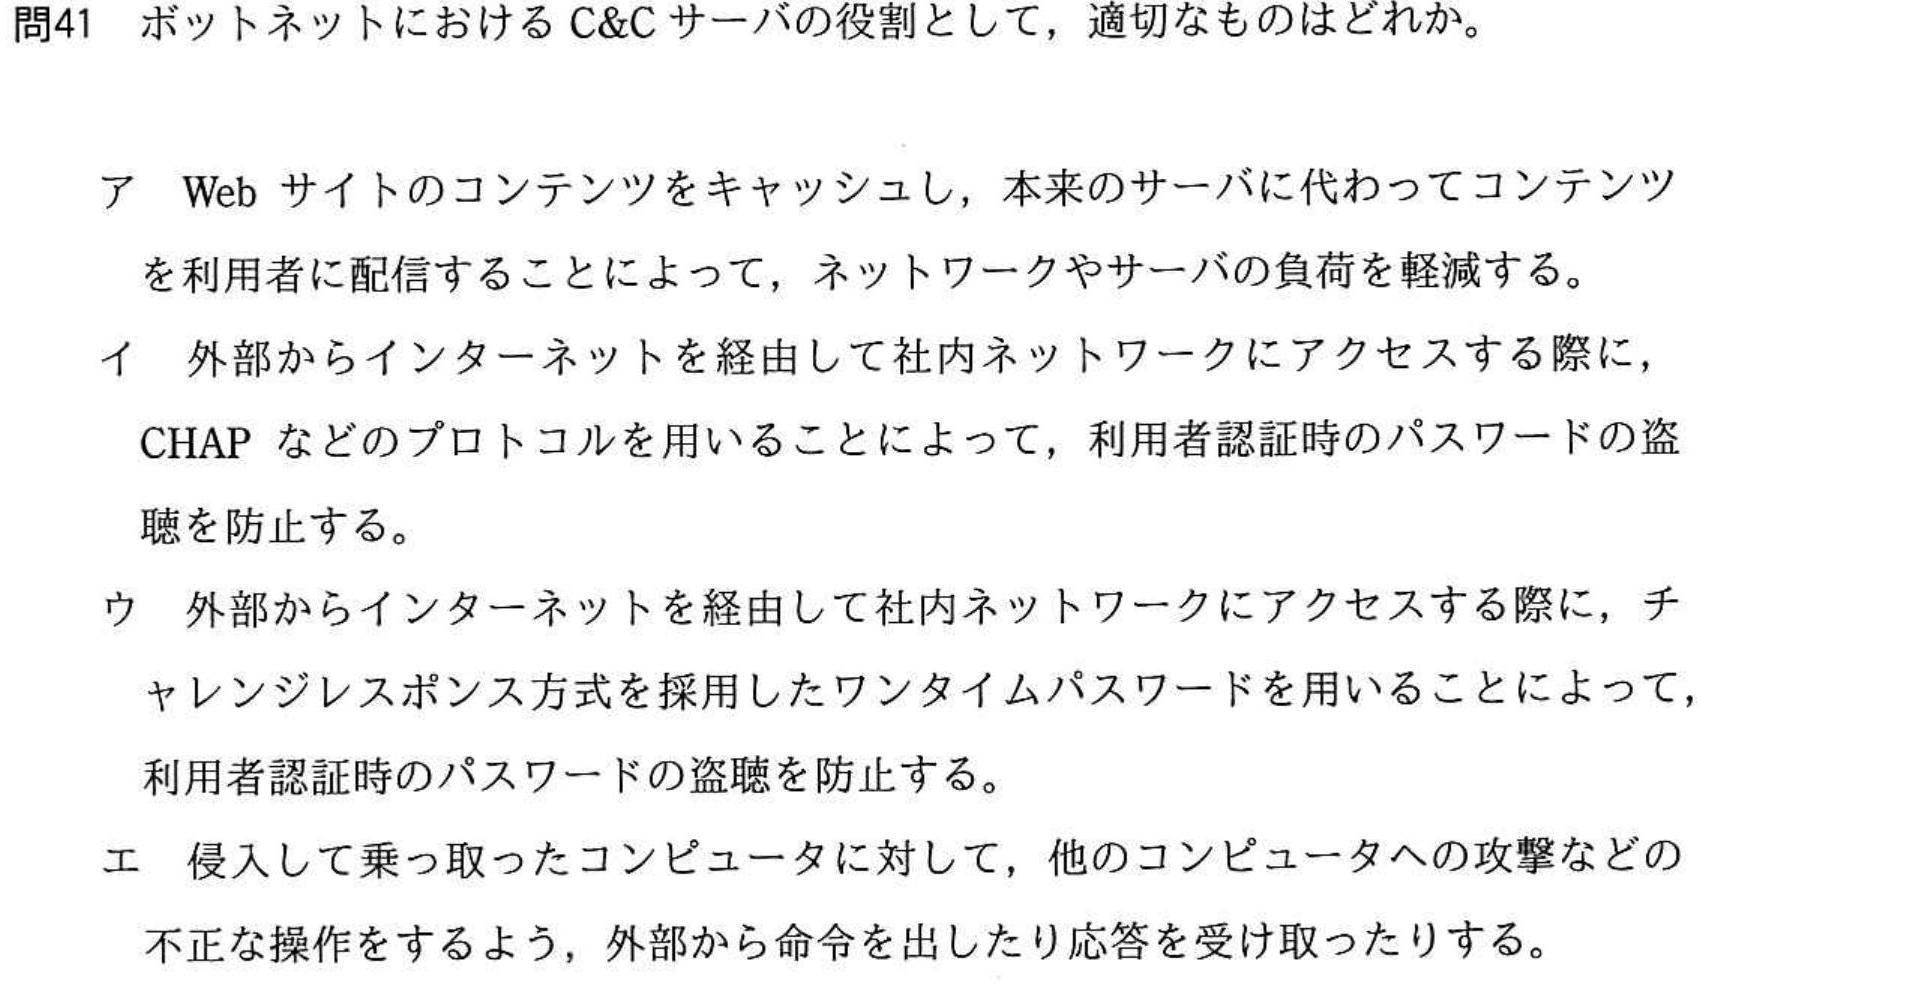 問41　ボットネットにおける C&C サーバの役割として，適切なものはどれか。
ア　Web サイトのコンテンツをキャッシュし，本来のサーバに代わってコンテンツ
を利用者に配信することによって，ネットワークやサーバの負荷を軽減する。
イ　外部からインターネットを経由して社内ネットワークにアクセスする際に，
CHAP などのプロトコルを用いることによって，利用者認証時のパスワードの盗
聴を防止する。
ウ　外部からインターネットを経由して社内ネットワークにアクセスする際に，チ
ャレンジレスポンス方式を採用したワンタイムパスワードを用いることによって，
利用者認証時のパスワードの盗聴を防止する。
エ　侵入して乗っ取ったコンピュータに対して，他のコンピュータへの攻撃などの
不正な操作をするよう，外部から命令を出したり応答を受け取ったりする。